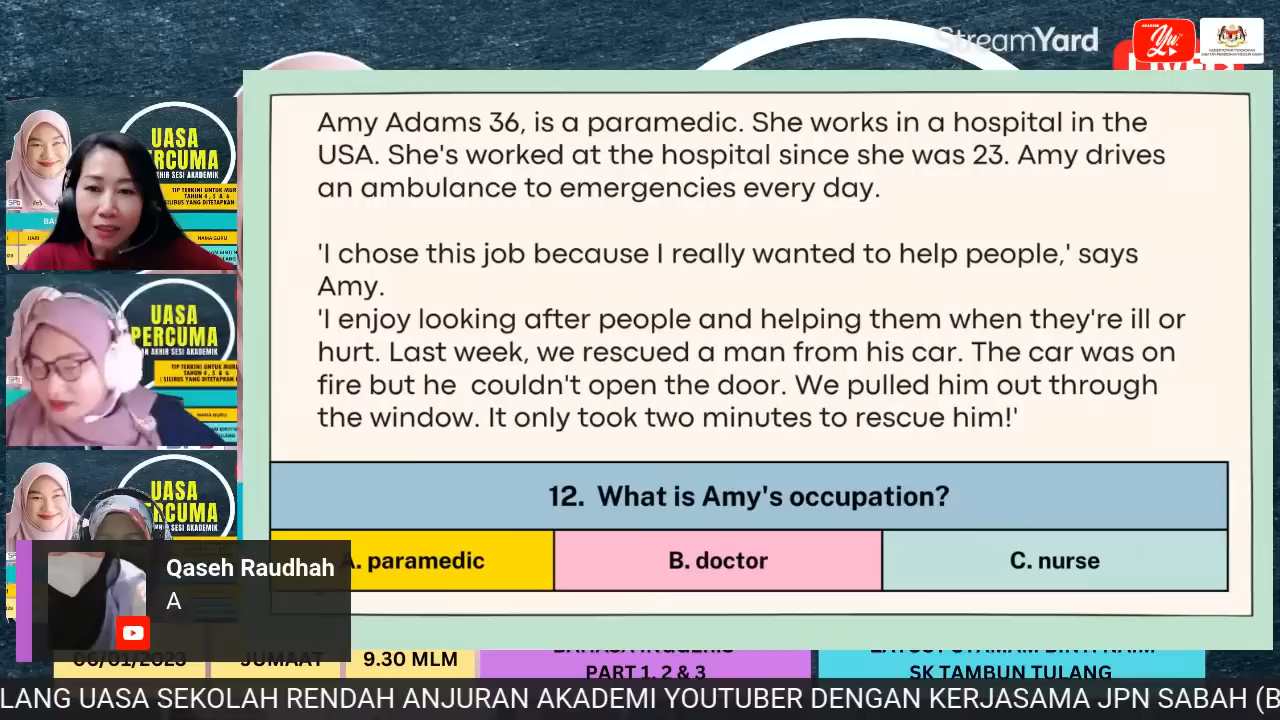 StreamYard
Amy Adams 36, is a paramedic. She works in a hospital in the
USA. She's worked at the hospital since she was 23. Amy drives
an ambulance to emergencies every day.
'I chose this job because I really wanted to help people,' says
Amy.
'I enjoy looking after people and helping them when they're ill or
hurt. Last week, we rescued a man from his car. The car was on
fire but he couldn't open the door. We pulled him out through
the window. It only took two minutes to rescue him!'
12. What is Amy's occupation?
A. paramedic
B. doctor
C. nurse
UASA
PERCUMA
Qaseh Raudhah
A
06/01/2023
JUMAAT
9.30 MLM
PART 1, 2 & 3
SK TAMBUN TULANG
LANG UASA SEKOLAH RENDAH ANJURAN AKADEMI YOUTUBER DENGAN KERJASAMA JPN SABAH (B